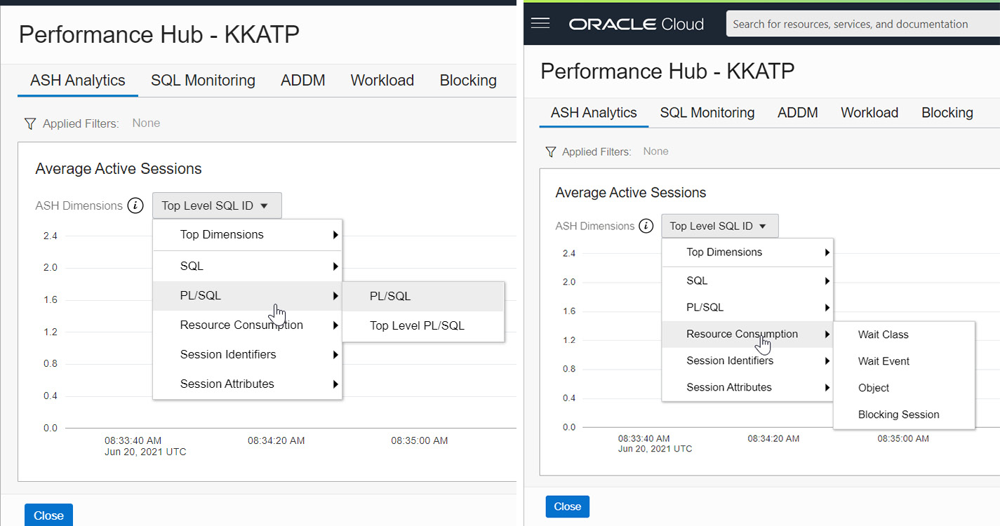 Performance Hub - KKATP
ASH Analytics SQL Monitoring ADDM Workload Blocking
Applied Filters: None
Average Active Sessions
ASH Dimensions i Top Level SQL ID
Top Dimensions
SQL
PL/SQL
Resource Consumption
Session Identifiers
Session Attributes
PL/SQL
Top Level PL/SQL
2.4
2.0
1.6
1.2
0.8
0.4
0.0
08:33:40 AM 08:34:20 AM 08:35:00 AM
Jun 20, 2021 UTC
Close
ORACLE Cloud Search for resources, services, and documentation
Performance Hub - KKATP
ASH Analytics SQL Monitoring ADDM Workload Blocking
Applied Filters: None
Average Active Sessions
ASH Dimensions i Top Level SQL ID
Top Dimensions
SQL
PL/SQL
Resource Consumption
Session Identifiers
Session Attributes
Wait Class
Wait Event
Object
Blocking Session
2.4
2.0
1.6
1.2
0.8
0.4
0.0
08:33:40 AM 08:34:20 AM 08:35:00 AM
Jun 20, 2021 UTC
Close